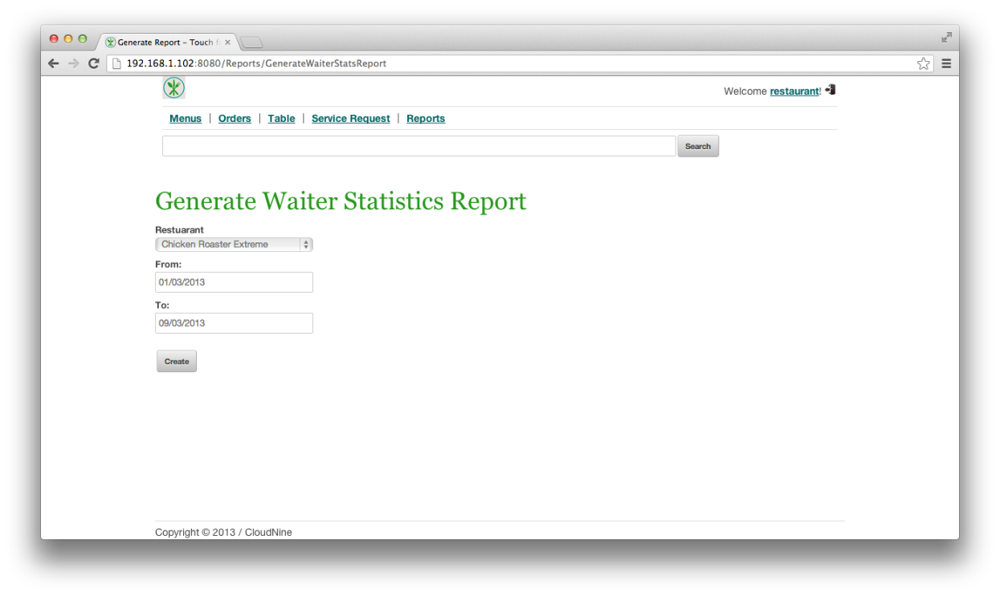 Generate Report – Touch f
192.168.1.102:8080/Reports/GenerateWaiterStatsReport
Welcome restaurant!
Menus | Orders | Table | Service Request | Reports
Search
Generate Waiter Statistics Report
Restuarant
Chicken Roaster Extreme
From:
01/03/2013
To:
09/03/2013
Create
Copyright © 2013 / CloudNine